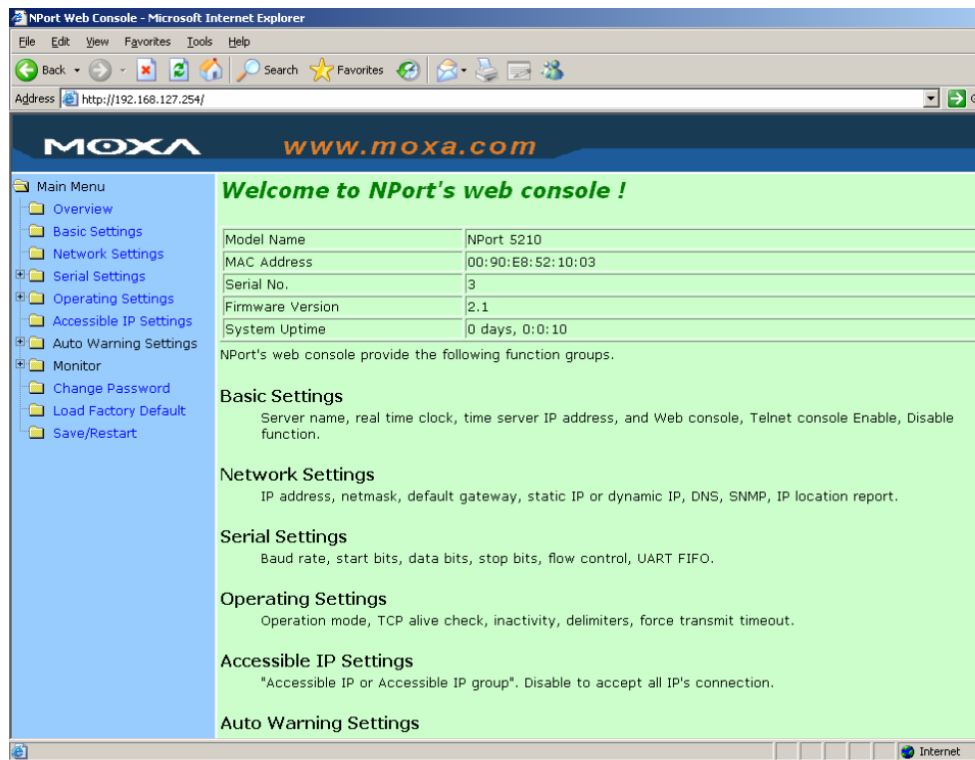 NPort Web Console - Microsoft Internet Explorer
File Edit View Favorites Tools Help
Back Search Favorites
Address http://192.168.127.254/
MOXA www.moxa.com
Main Menu
Overview
Basic Settings
Network Settings
Serial Settings
Operating Settings
Accessible IP Settings
Auto Warning Settings
Monitor
Change Password
Load Factory Default
Save/Restart
Welcome to NPort's web console !
Model Name NPort 5210
MAC Address 00:90:E8:52:10:03
Serial No. 3
Firmware Version 2.1
System Uptime 0 days, 0:0:10
NPort's web console provide the following function groups.
Basic Settings
Server name, real time clock, time server IP address, and Web console, Telnet console Enable, Disable
function.
Network Settings
IP address, netmask, default gateway, static IP or dynamic IP, DNS, SNMP, IP location report.
Serial Settings
Baud rate, start bits, data bits, stop bits, flow control, UART FIFO.
Operating Settings
Operation mode, TCP alive check, inactivity, delimiters, force transmit timeout.
Accessible IP Settings
"Accessible IP or Accessible IP group". Disable to accept all IP's connection.
Auto Warning Settings
Internet